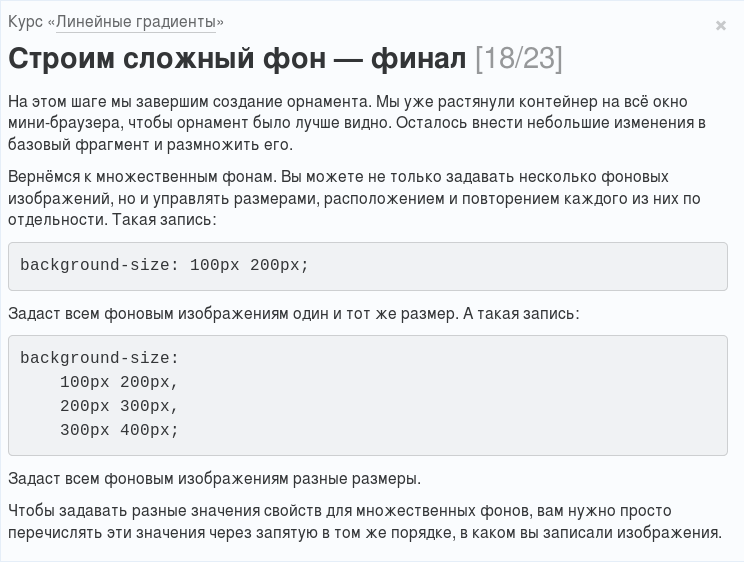 Курс «Линейные градиенты»
×
Строим сложный фон — финал [18/23]
На этом шаге мы завершим создание орнамента. Мы уже растянули контейнер на всё окно
мини-браузера, чтобы орнамент было лучше видно. Осталось внести небольшие изменения в
базовый фрагмент и размножить его.
Вернёмся к множественным фонам. Вы можете не только задавать несколько фоновых
изображений, но и управлять размерами, расположением и повторением каждого из них по
отдельности. Такая запись:
background-size: 100px 200px;
Задаст всем фоновым изображениям один и тот же размер. А такая запись:
background-size:
100px 200px,
200px 300px,
300px 400px;
Задаст всем фоновым изображениям разные размеры.
Чтобы задавать разные значения свойств для множественных фонов, вам нужно просто
перечислять эти значения через запятую в том же порядке, в каком вы записали изображения.